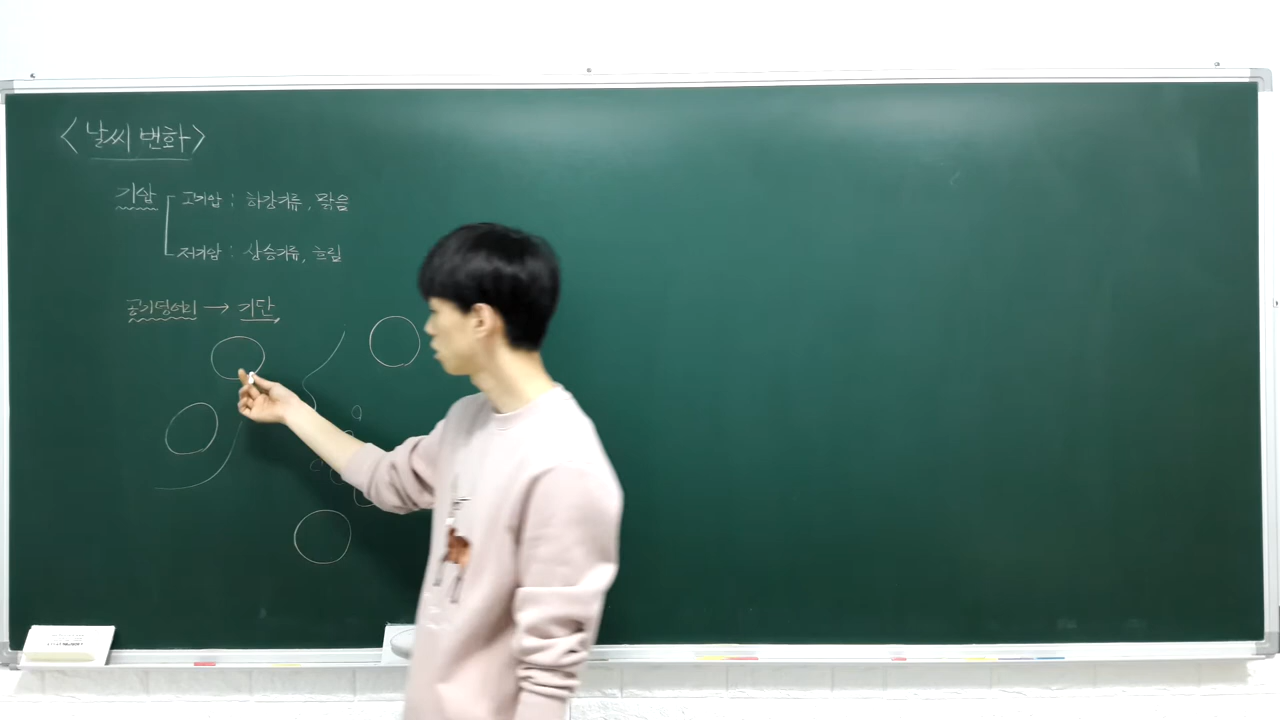 <날씨 변화>
기압
고기압 : 하강기류, 맑음
저기압 : 상승기류, 흐림
공기덩어리 → 기단